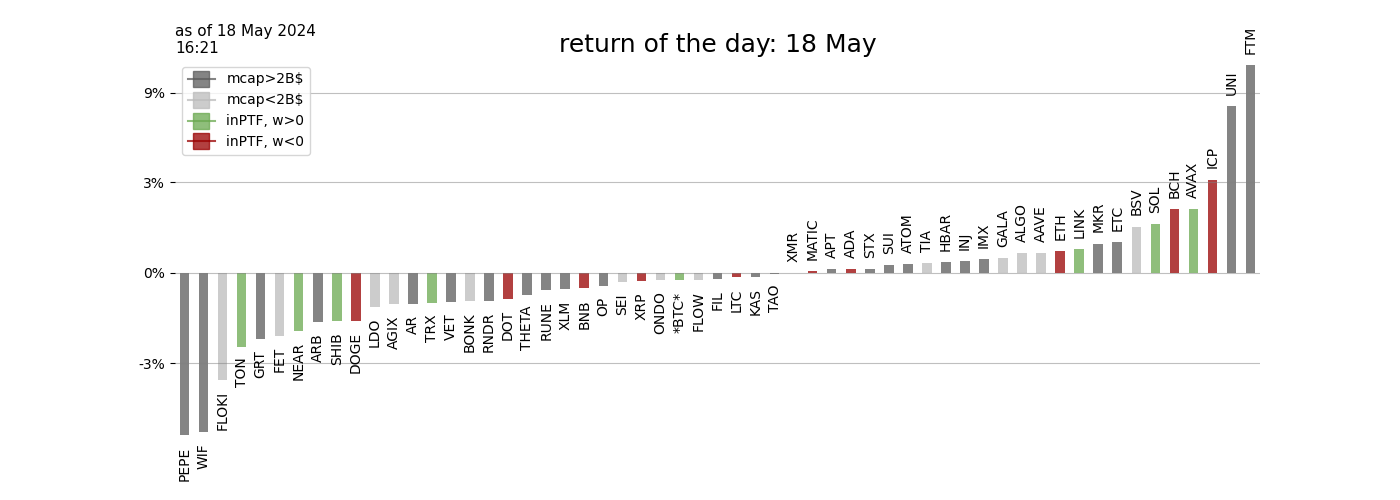 as of 18 May 2024
16:21
return of the day: 18 May
mcap>2B$
mcap<2B$
inPTF, w>0
inPTF, w<0
9%
3%
0%
-3%
PEPE
WIF
FLOKI
TON
GRT
FET
NEAR
ARB
SHIB
DOGE
LDO
AGIX
AR
TRX
VET
BONK
RNDR
DOT
THETA
RUNE
XLM
BNB
OP
SEI
XRP
ONDO
*BTC*
FLOW
FIL
LTC
KAS
TAO
XMR
MATIC
APT
ADA
STX
SUI
ATOM
TIA
HBAR
INJ
IMX
GALA
ALGO
AAVE
ETH
LINK
MKR
ETC
BSV
SOL
BCH
AVAX
ICP
UNI
FTM